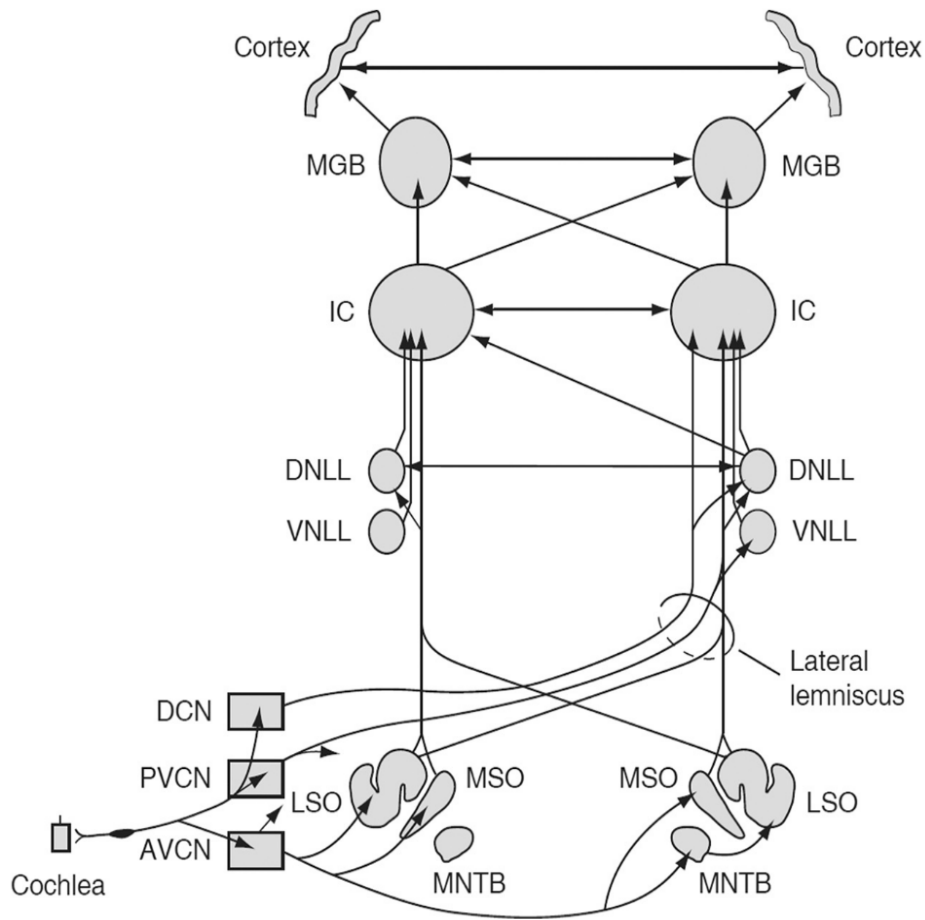 Cortex
Cortex
MGB
MGB
IC
IC
DNLL
DNLL
VNLL
VNLL
Lateral
lemniscus
DCN
PVCN
LSO
MSO
MSO
LSO
AVCN
MNTB
MNTB
Cochlea